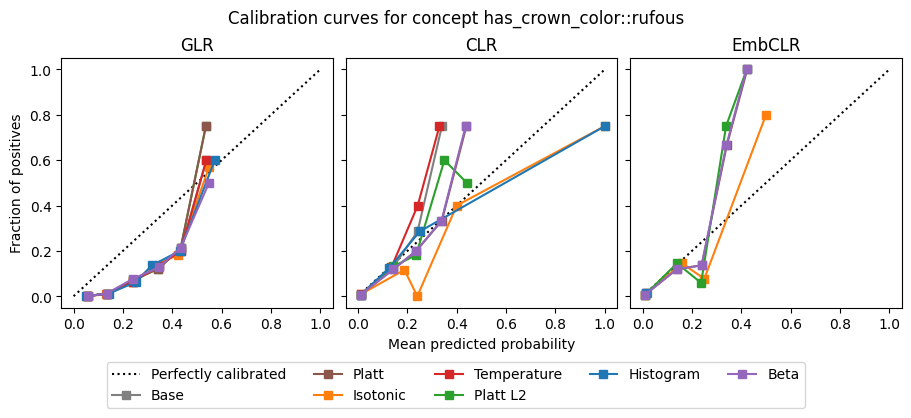 Calibration curves for concept has_crown_color::rufous
GLR
CLR
EmbCLR
Fraction of positives
1.0
0.8
0.6
0.4
0.2
0.0
0.0 0.2 0.4 0.6 0.8 1.0
0.0 0.2 0.4 0.6 0.8 1.0
0.0 0.2 0.4 0.6 0.8 1.0
Mean predicted probability
Perfectly calibrated Platt Temperature Histogram Beta
Base Isotonic Platt L2